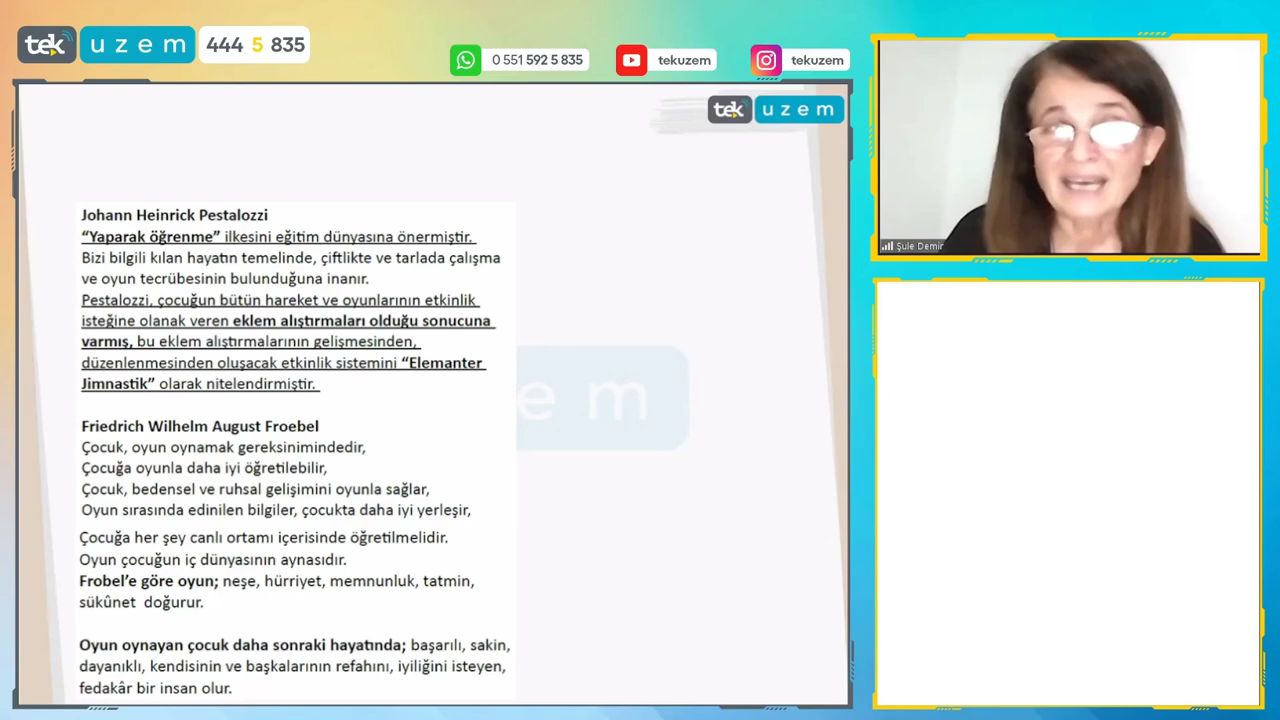 tek uzem 444 5 835
0 551 592 5 835
tekuzem
tekuzem
tek uzem
Johann Heinrick Pestalozzi
“Yaparak öğrenme” ilkesini eğitim dünyasına önermiştir.
Bizi bilgili kılan hayatın temelinde, çiftlikte ve tarlada çalışma
ve oyun tecrübesinin bulunduğuna inanır.
Pestalozzi, çocuğun bütün hareket ve oyunlarının etkinlik
isteğine olanak veren eklem alıştırmaları olduğu sonucuna
varmış, bu eklem alıştırmalarının gelişmesinden,
düzenlenmesinden oluşacak etkinlik sistemini “Elemanter
Jimnastik” olarak nitelendirmiştir.
e m
Friedrich Wilhelm August Froebel
Çocuk, oyun oynamak gereksinimindedir,
Çocuğa oyunla daha iyi öğretilebilir,
Çocuk, bedensel ve ruhsal gelişimini oyunla sağlar,
Oyun sırasında edinilen bilgiler, çocukta daha iyi yerleşir,
Çocuğa her şey canlı ortamı içerisinde öğretilmelidir.
Oyun çocuğun iç dünyasının aynasıdır.
Frobel’e göre oyun; neşe, hürriyet, memnunluk, tatmin,
sükûnet doğurur.
Oyun oynayan çocuk daha sonraki hayatında; başarılı, sakin,
dayanıklı, kendisinin ve başkalarının refahını, iyiliğini isteyen,
fedakâr bir insan olur.
Şule Demir